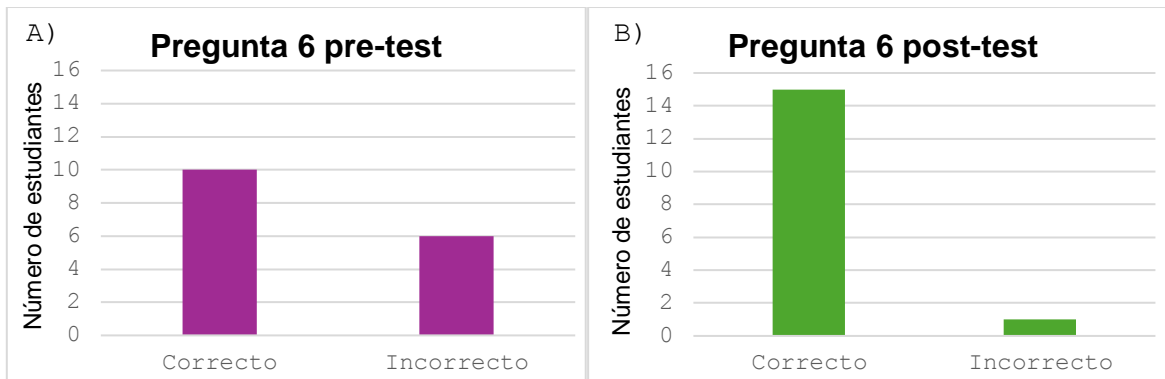 A)
Pregunta 6 pre-test
Número de estudiantes
16
14
12
10
8
6
4
2
0
Correcto Incorrecto
B)
Pregunta 6 post-test
Número de estudiantes
16
14
12
10
8
6
4
2
0
Correcto Incorrecto